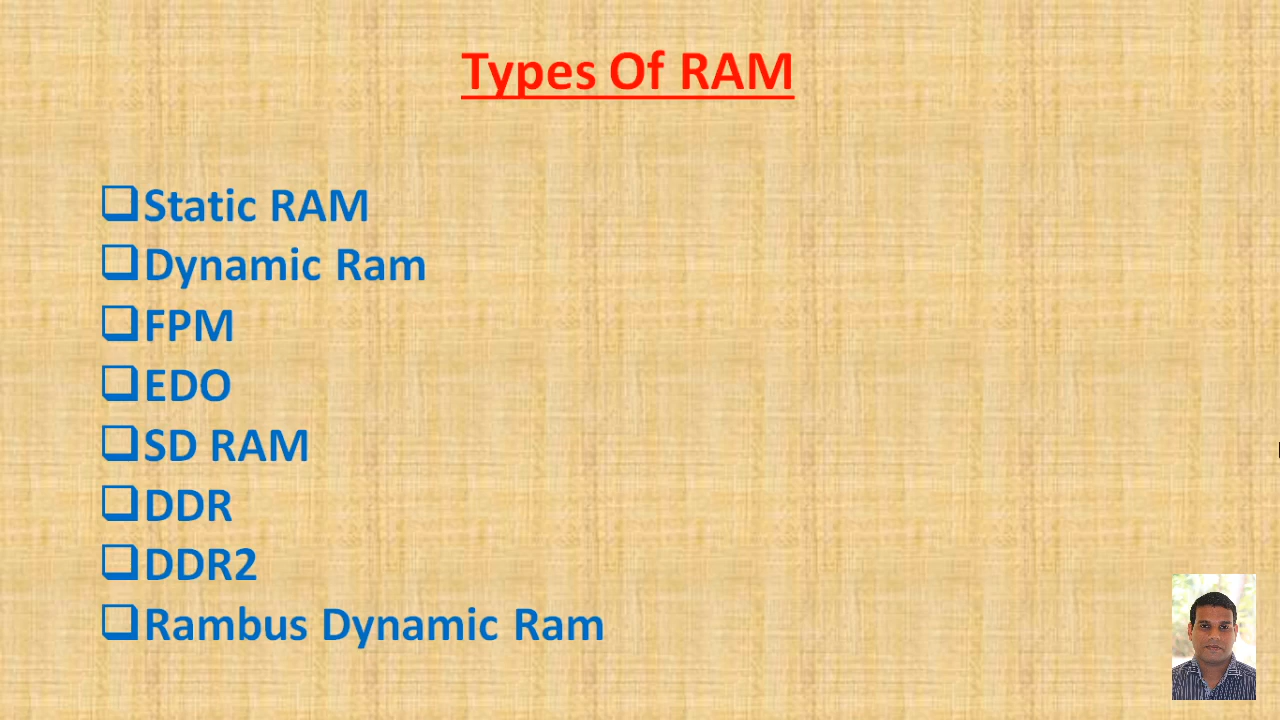 Types Of RAM
Static RAM
Dynamic Ram
FPM
EDO
SD RAM
DDR
DDR2
Rambus Dynamic Ram